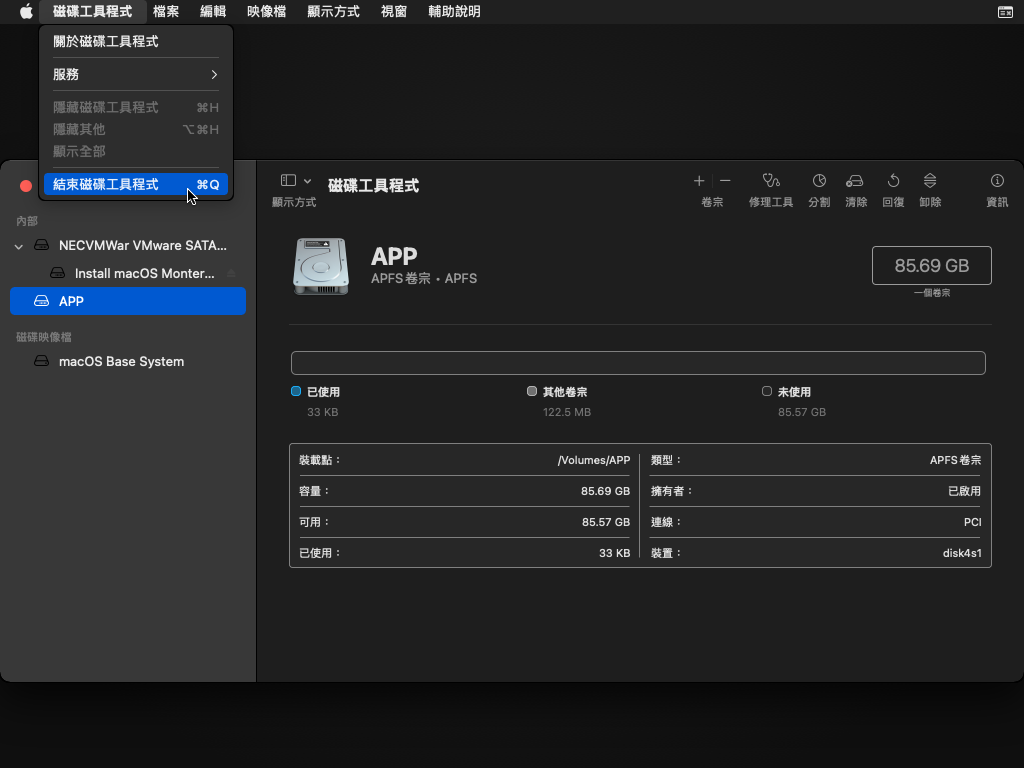 磁碟工具程式 檔案 編輯 映像檔 顯示方式 視窗 輔助說明
關於磁碟工具程式
服務
隱藏磁碟工具程式 ⌘H
隱藏其他 ⌥⌘H
顯示全部
結束磁碟工具程式 ⌘Q
顯示方式
磁碟工具程式
卷宗 修理工具 分割 清除 回復 卸除 資訊
內部
NECVMWar VMware SATA...
Install macOS Monter...
APP
磁碟映像檔
macOS Base System
APP
APFS卷宗 • APFS
85.69 GB
一個卷宗
已使用
33 KB
其他卷宗
122.5 MB
未使用
85.57 GB
裝載點： /Volumes/APP
容量： 85.69 GB
可用： 85.57 GB
已使用： 33 KB
類型： APFS卷宗
擁有者： 已啟用
連線： PCI
裝置： disk4s1